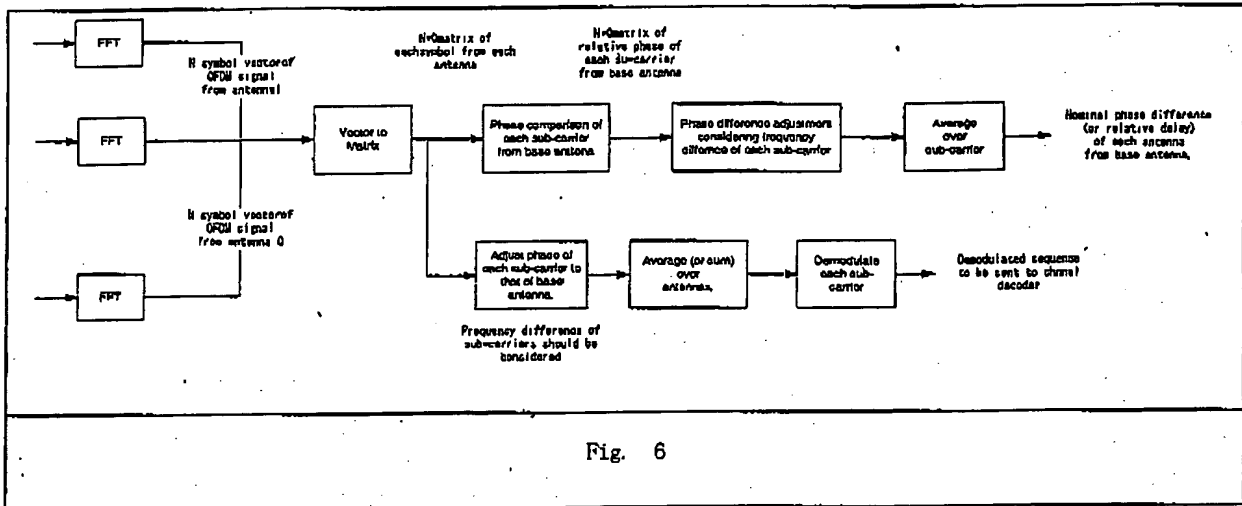 FFT
N symbol vector of
OFDM signal
from antenna 1
FFT
N symbol vector of
OFDM signal
from antenna Q
FFT
Vector to
Matrix
N×Q matrix of
each symbol from each
antenna
Phase comparison of
each sub-carrier
from base antena
N×Q matrix of
relative phase of
each su-carrier
from base antenna
Phase difference adjustment
considering frequency
differnce of each sub-carrier
Average
over
sub-carrier
Nominal phase difference
(or relative delay)
of each antenna
from base antenna.
Adjust phase of
each sub-carrier to
that of base
antenna.
Frequency difference of
sub-carriers should be
considered
Average (or sum)
over
antennas.
Demodulate
each sub-
carrier
Demodulated sequence
to be sent to chnnel
decoder
Fig. 6